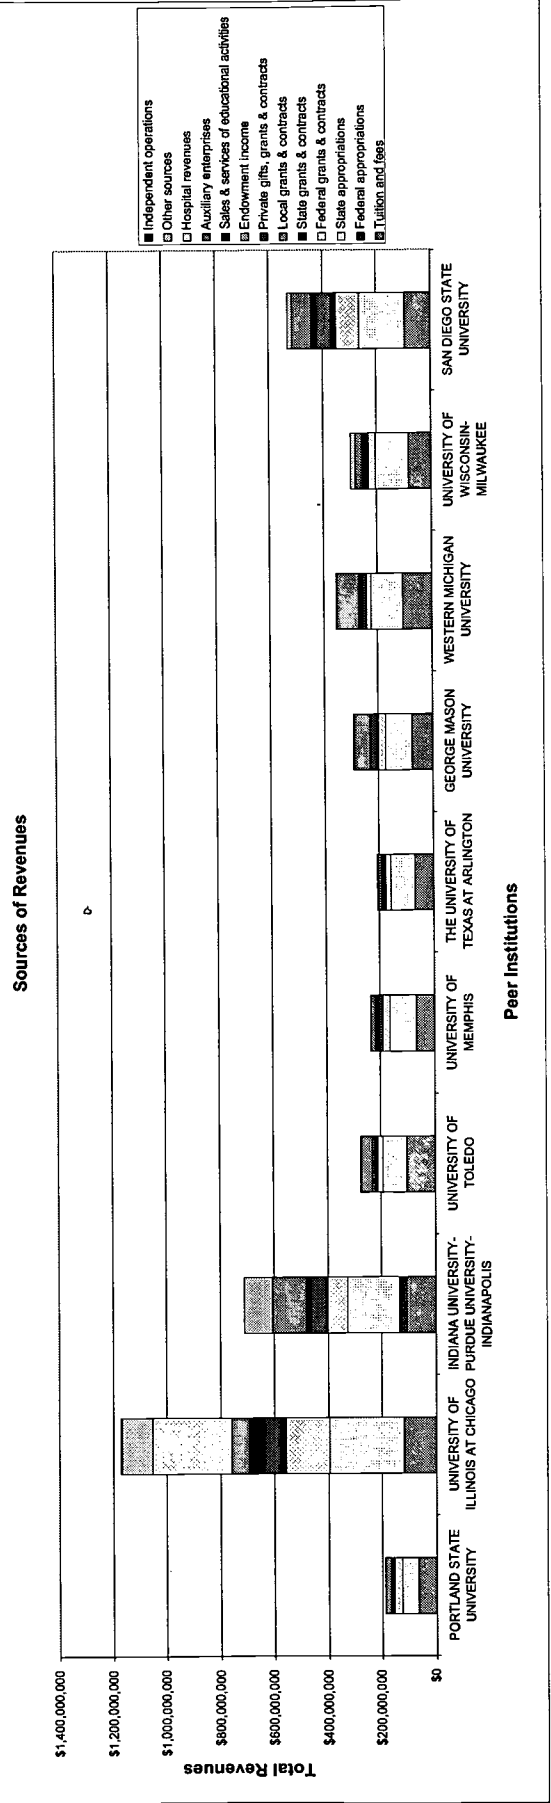 Sources of Revenues
Total Revenues
$1,400,000,000
$1,200,000,000
$1,000,000,000
$800,000,000
$600,000,000
$400,000,000
$200,000,000
$0
PORTLAND STATE
UNIVERSITY
UNIVERSITY OF
ILLINOIS AT CHICAGO
INDIANA UNIVERSITY-
PURDUE UNIVERSITY-
INDIANAPOLIS
UNIVERSITY OF
TOLEDO
UNIVERSITY OF
MEMPHIS
THE UNIVERSITY OF
TEXAS AT ARLINGTON
GEORGE MASON
UNIVERSITY
WESTERN MICHIGAN
UNIVERSITY
UNIVERSITY OF
WISCONSIN-
MILWAUKEE
SAN DIEGO STATE
UNIVERSITY
Peer Institutions
Independent operations
Other sources
Hospital revenues
Auxiliary enterprises
Sales & services of educational activities
Endowment income
Private gifts, grants & contracts
Local grants & contracts
State grants & contracts
Federal grants & contracts
State appropriations
Federal appropriations
Tuition and fees